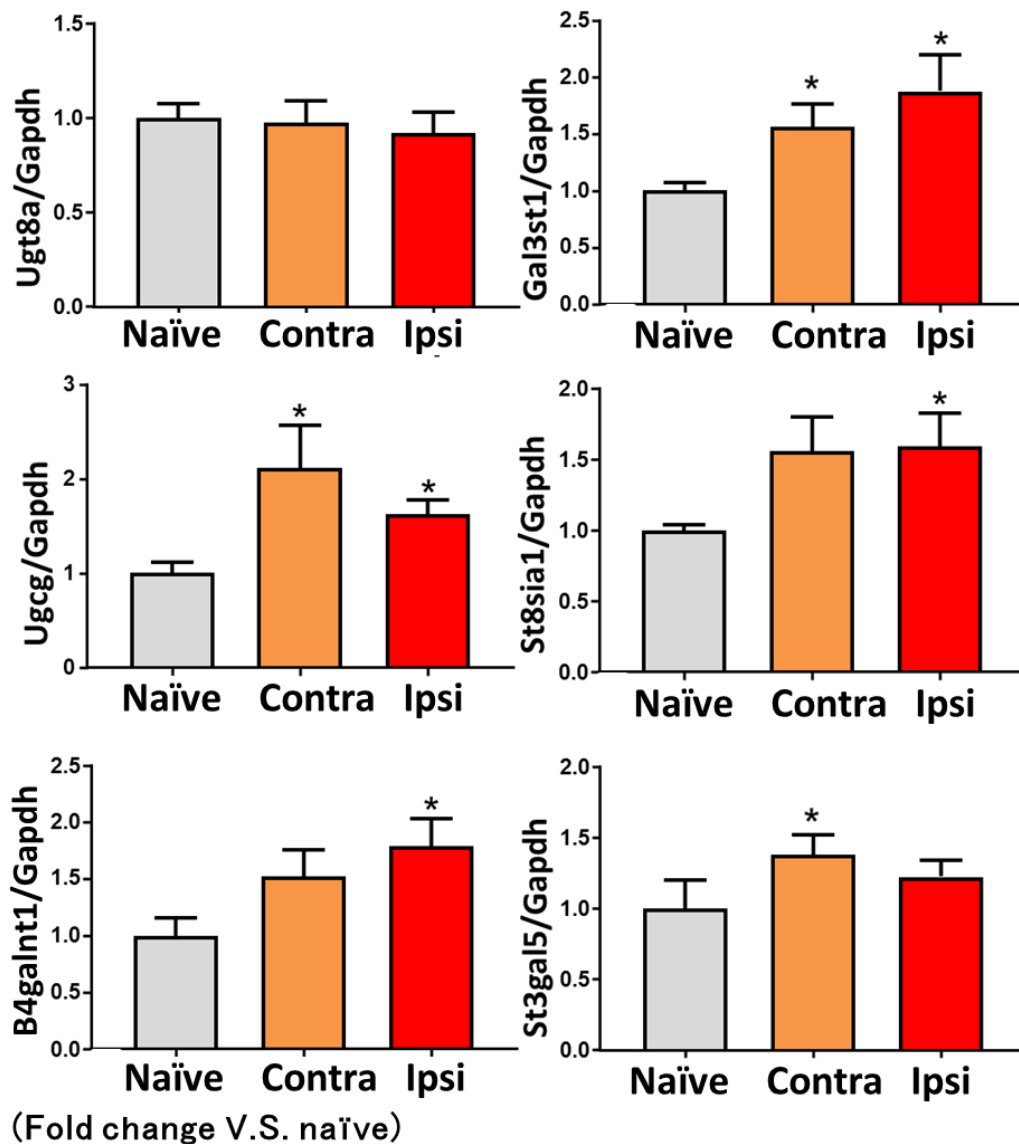 Ugt8a/Gapdh
1.5
1.0
0.5
0.0
Naïve Contra Ipsi
Gal3st1/Gapdh
2.5
2.0
1.5
1.0
0.5
0.0
*
*
Naïve Contra Ipsi
Ugcg/Gapdh
3
2
1
0
*
*
Naïve Contra Ipsi
St8sia1/Gapdh
2.0
1.5
1.0
0.5
0.0
*
Naïve Contra Ipsi
B4galnt1/Gapdh
2.5
2.0
1.5
1.0
0.5
0.0
*
Naïve Contra Ipsi
St3gal5/Gapdh
2.0
1.5
1.0
0.5
0.0
*
Naïve Contra Ipsi
(Fold change V.S. naïve)